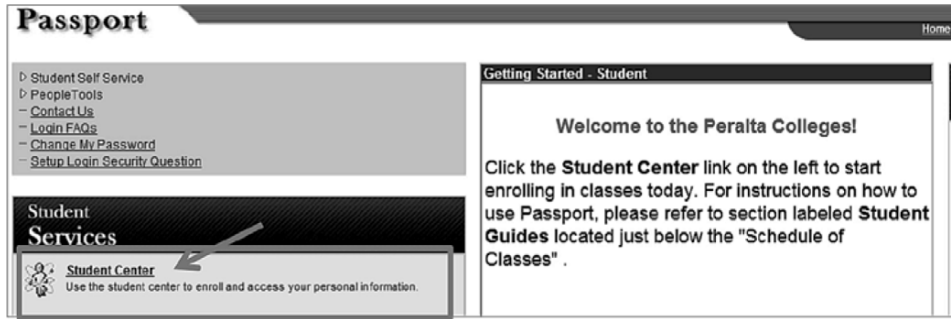 Passport
Home
Student Self Service
PeopleTools
Contact Us
Login FAQs
Change My Password
Setup Login Security Question
Student
Services
Student Center
Use the student center to enroll and access your personal information.
Getting Started - Student
Welcome to the Peralta Colleges!
Click the Student Center link on the left to start
enrolling in classes today. For instructions on how to
use Passport, please refer to section labeled Student
Guides located just below the "Schedule of
Classes" .